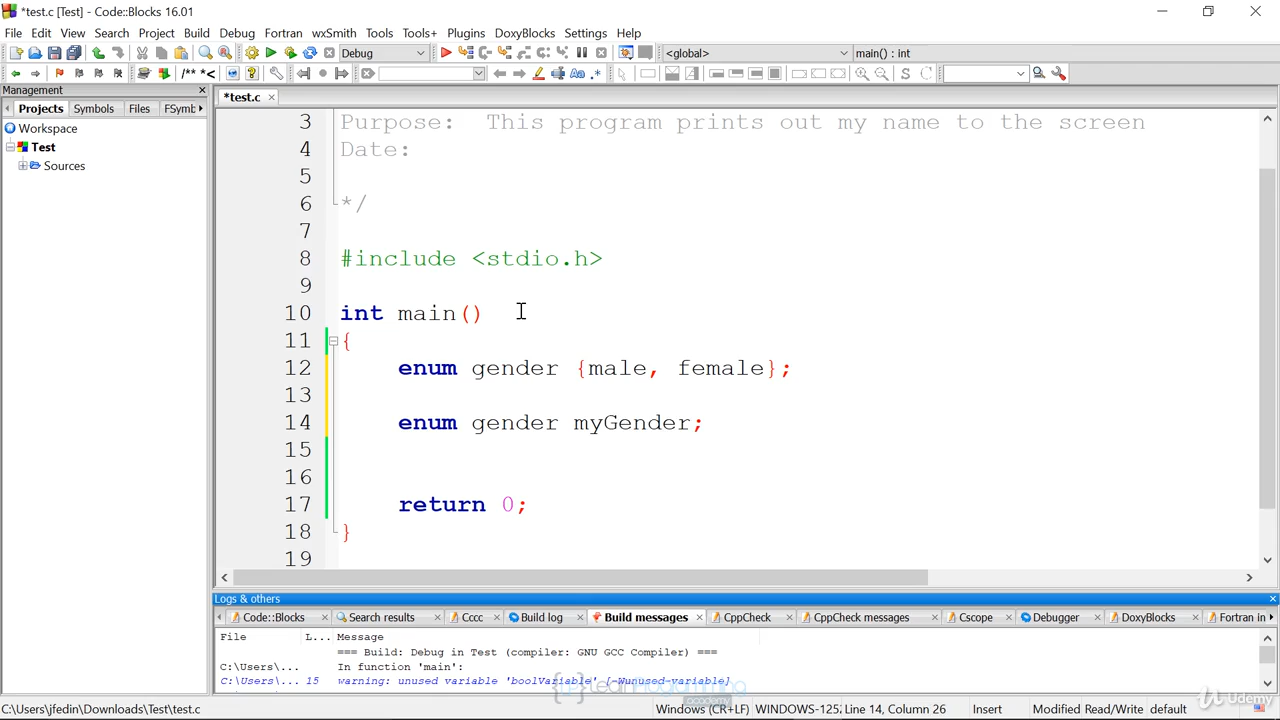 *test.c [Test] - Code::Blocks 16.01
File Edit View Search Project Build Debug Fortran wxSmith Tools Tools+ Plugins DoxyBlocks Settings Help
Debug <global> main() : int
/** *<
Management
Projects Symbols Files FSymb
*test.c
Workspace
Test
Sources
3 Purpose: This program prints out my name to the screen
4 Date:
5
6 */
7
8 #include <stdio.h>
9
10 int main()
11 {
12 enum gender {male, female};
13
14 enum gender myGender;
15
16
17 return 0;
18 }
19
Logs & others
Code::Blocks Search results Cccc Build log Build messages CppCheck CppCheck messages Cscope Debugger DoxyBlocks Fortran in
File L... Message
=== Build: Debug in Test (compiler: GNU GCC Compiler) ===
C:\Users\... In function 'main':
C:\Users\... 15 warning: unused variable 'boolVariable' [-Wunused-variable]
LearnProgramming
academy
Udemy
C:\Users\jfedin\Downloads\Test\test.c Windows (CR+LF) WINDOWS-125 Line 14, Column 26 Insert Modified Read/Write default